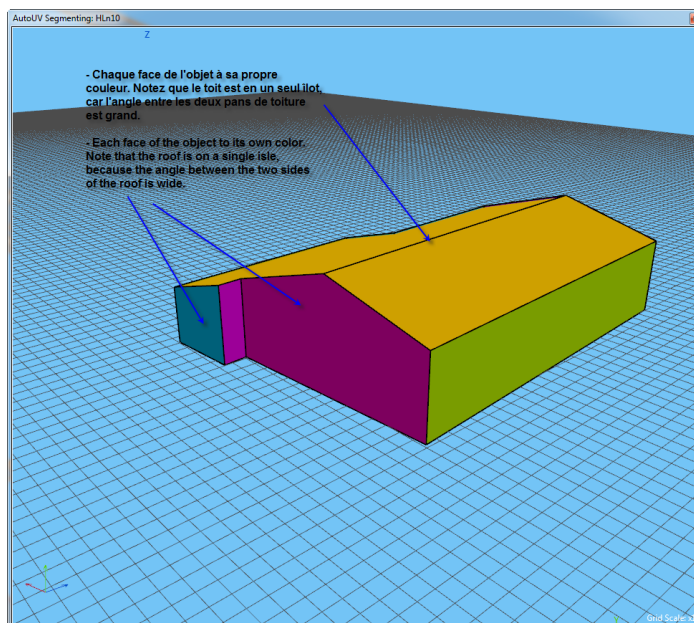 AutoUV Segmenting: HLn10
Z
- Chaque face de l'objet à sa propre
couleur. Notez que le toit est en un seul îlot,
car l'angle entre les deux pans de toiture
est grand.
- Each face of the object to its own color.
Note that the roof is on a single isle,
because the angle between the two sides
of the roof is wide.
Grid Scale: